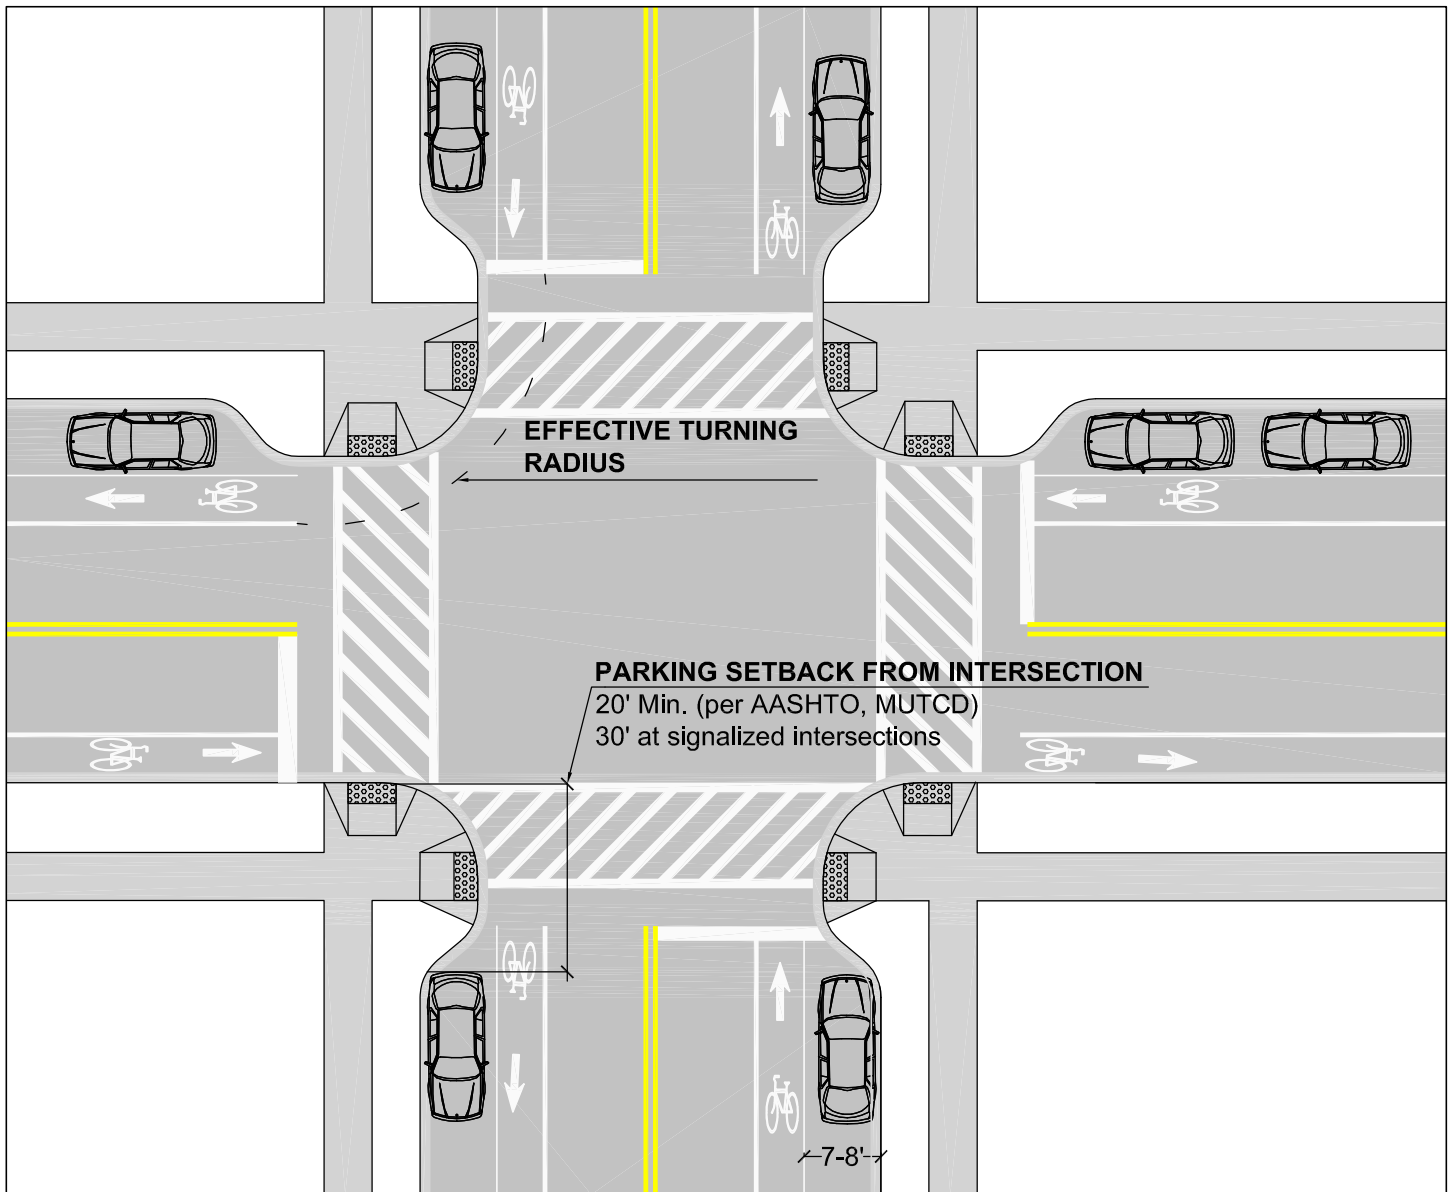 EFFECTIVE TURNING
RADIUS
PARKING SETBACK FROM INTERSECTION
20' Min. (per AASHTO, MUTCD)
30' at signalized intersections
7-8'